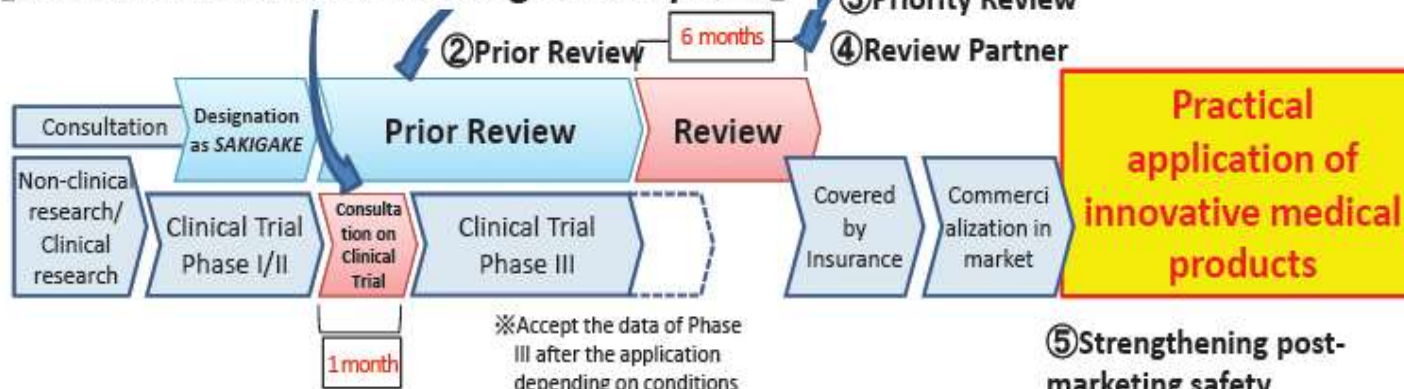 ③Priority Review
②Prior Review
6 months
④Review Partner
Consultation
Designation
as SAKIGAKE
Prior Review
Review
Practical
application of
innovative medical
products
Non-clinical
research/
Clinical
research
Clinical Trial
Phase I/II
Consulta
tion on
Clinical
Trial
Clinical Trial
Phase III
Covered
by
Insurance
Commerci
alization in
market
1 month
※Accept the data of Phase
III after the application
depending on conditions
⑤Strengthening post-
marketing safety